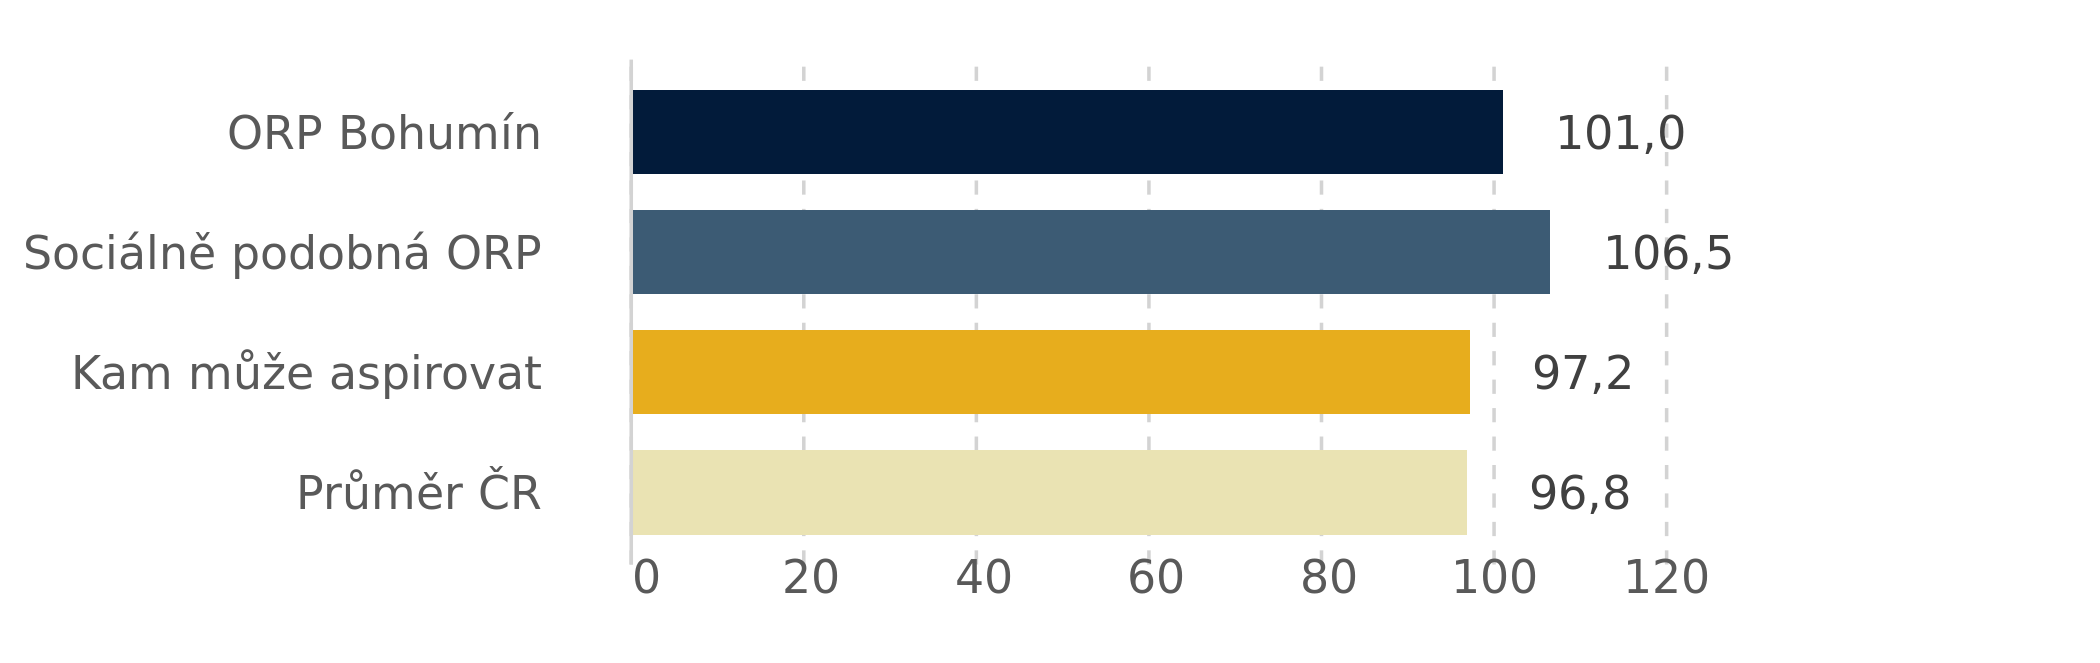 ORP Bohumín 101,0
Sociálně podobná ORP 106,5
Kam může aspirovat 97,2
Průměr ČR 96,8
0 20 40 60 80 100 120